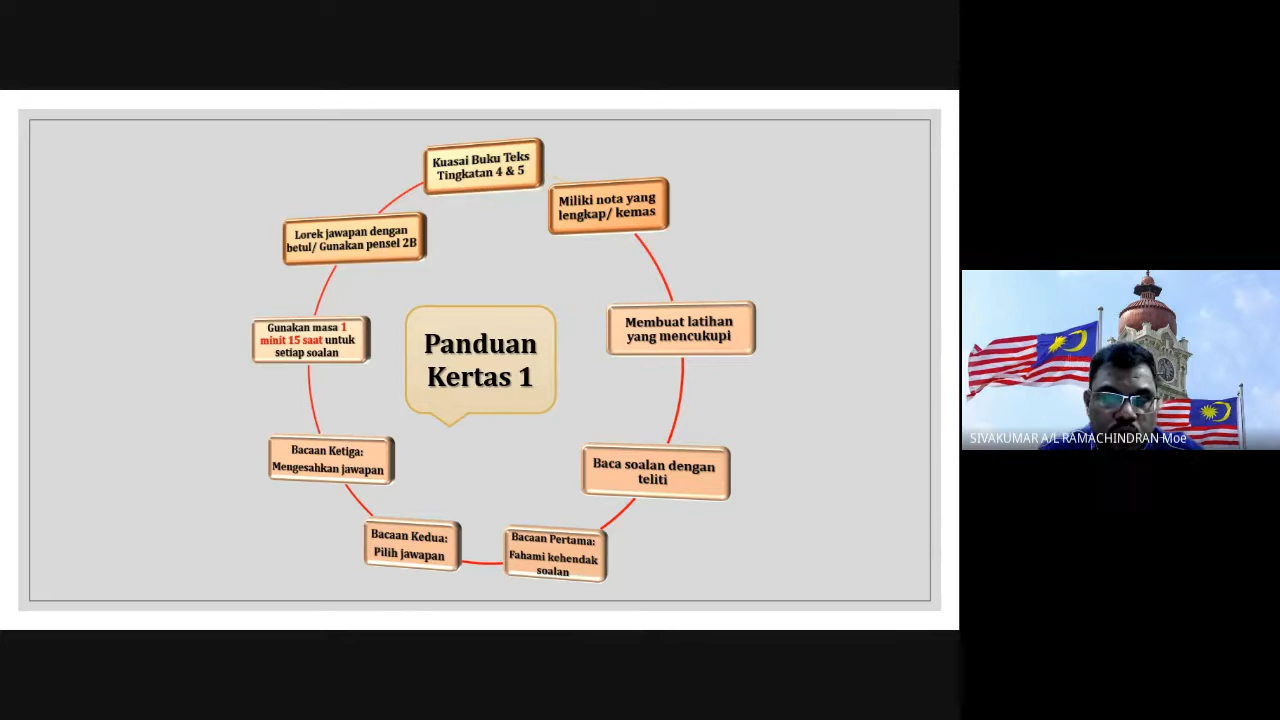 Kuasai Buku Teks
Tingkatan 4 & 5
Miliki nota yang
lengkap/ kemas
Membuat latihan
yang mencukupi
Baca soalan dengan
teliti
Bacaan Pertama:
Fahami kehendak
soalan
Bacaan Kedua:
Pilih jawapan
Bacaan Ketiga:
Mengesahkan jawapan
Gunakan masa 1
minit 15 saat untuk
setiap soalan
Lorek jawapan dengan
betul/ Gunakan pensel 2B
Panduan
Kertas 1
SIVAKUMAR A/L RAMACHINDRAN Moe